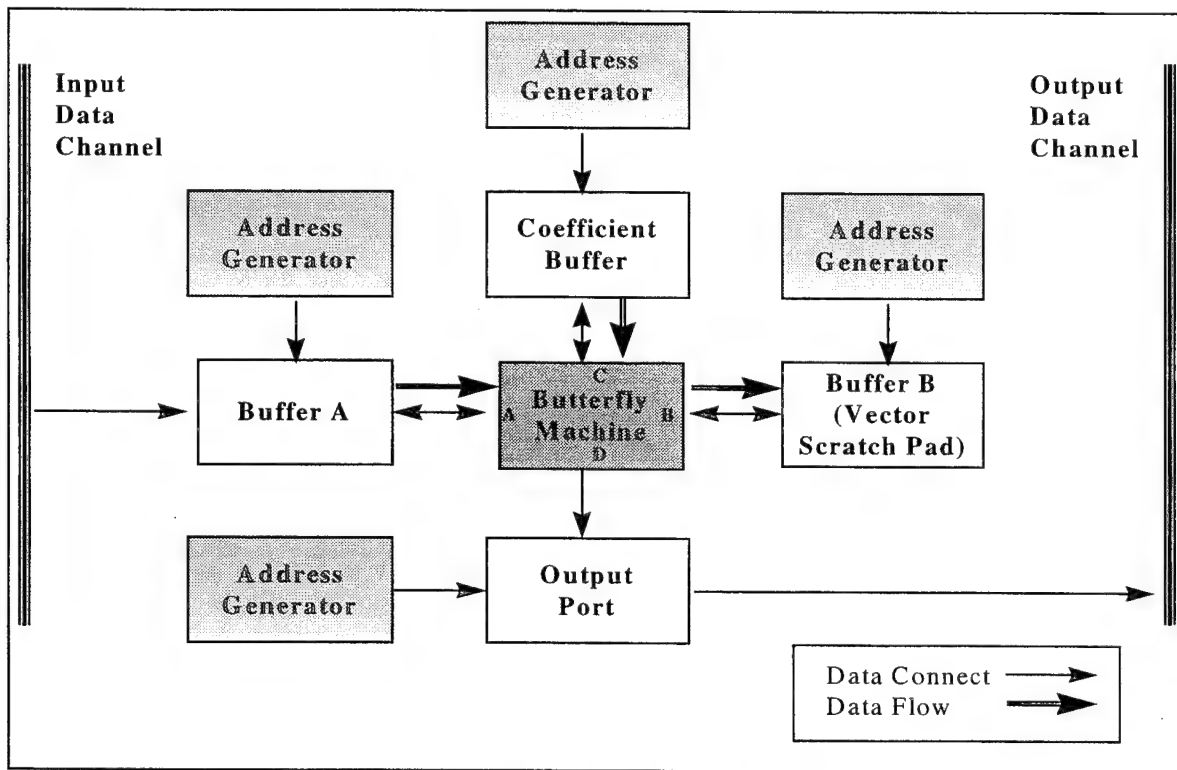 Address
Generator
Input
Data
Channel
Output
Data
Channel
Address
Generator
Coefficient
Buffer
Address
Generator
Buffer A
C
A
Butterfly
Machine
B
D
Buffer B
(Vector
Scratch Pad)
Address
Generator
Output
Port
Data Connect
Data Flow